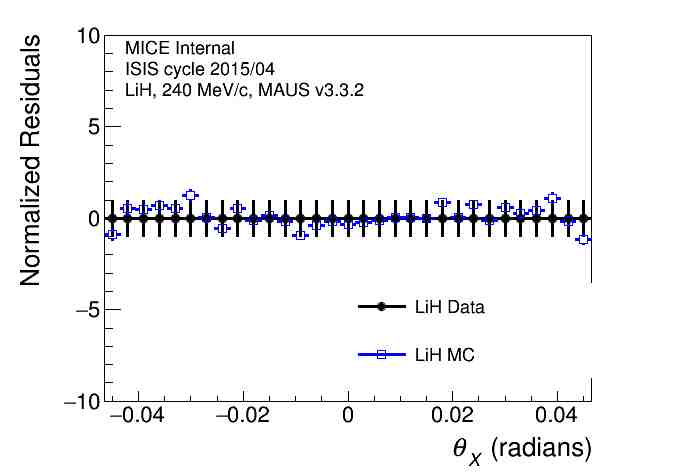 Normalized Residuals
10
5
0
−5
−10
MICE Internal
ISIS cycle 2015/04
LiH, 240 MeV/c, MAUS v3.3.2
LiH Data
LiH MC
−0.04 −0.02 0 0.02 0.04
θX (radians)